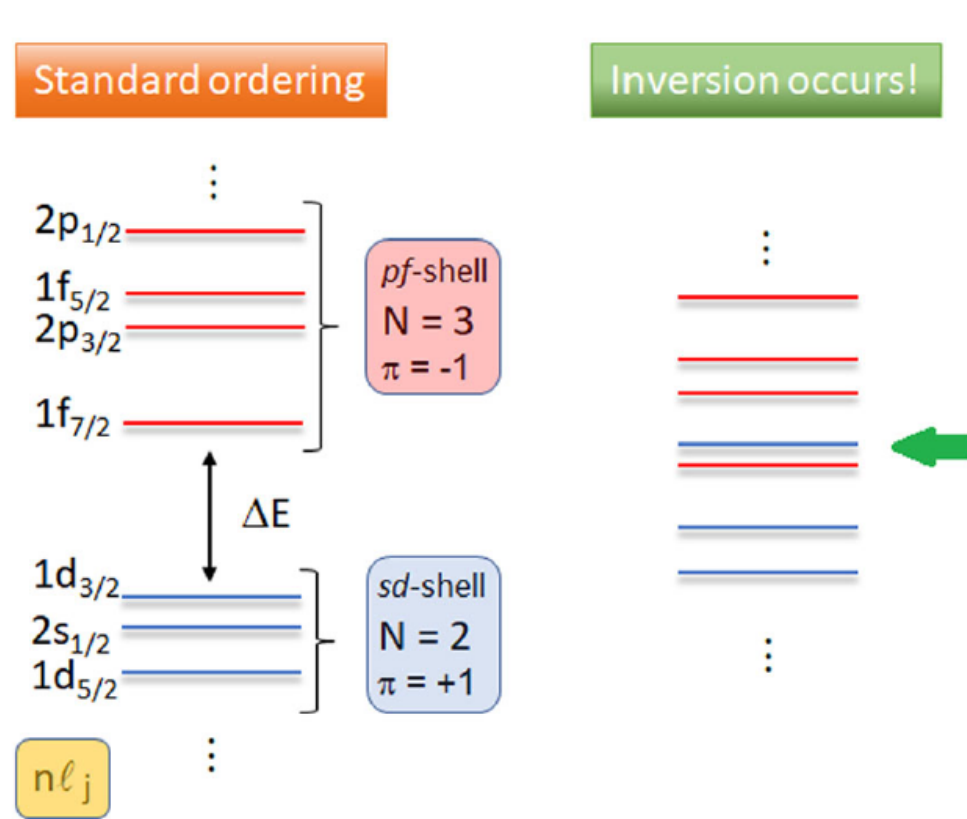 Standard ordering
Inversion occurs!
⋮
2p1/2
1f5/2
2p3/2
1f7/2
pf-shell
N = 3
π = -1
ΔE
1d3/2
2s1/2
1d5/2
sd-shell
N = 2
π = +1
⋮
nℓj
⋮
⋮